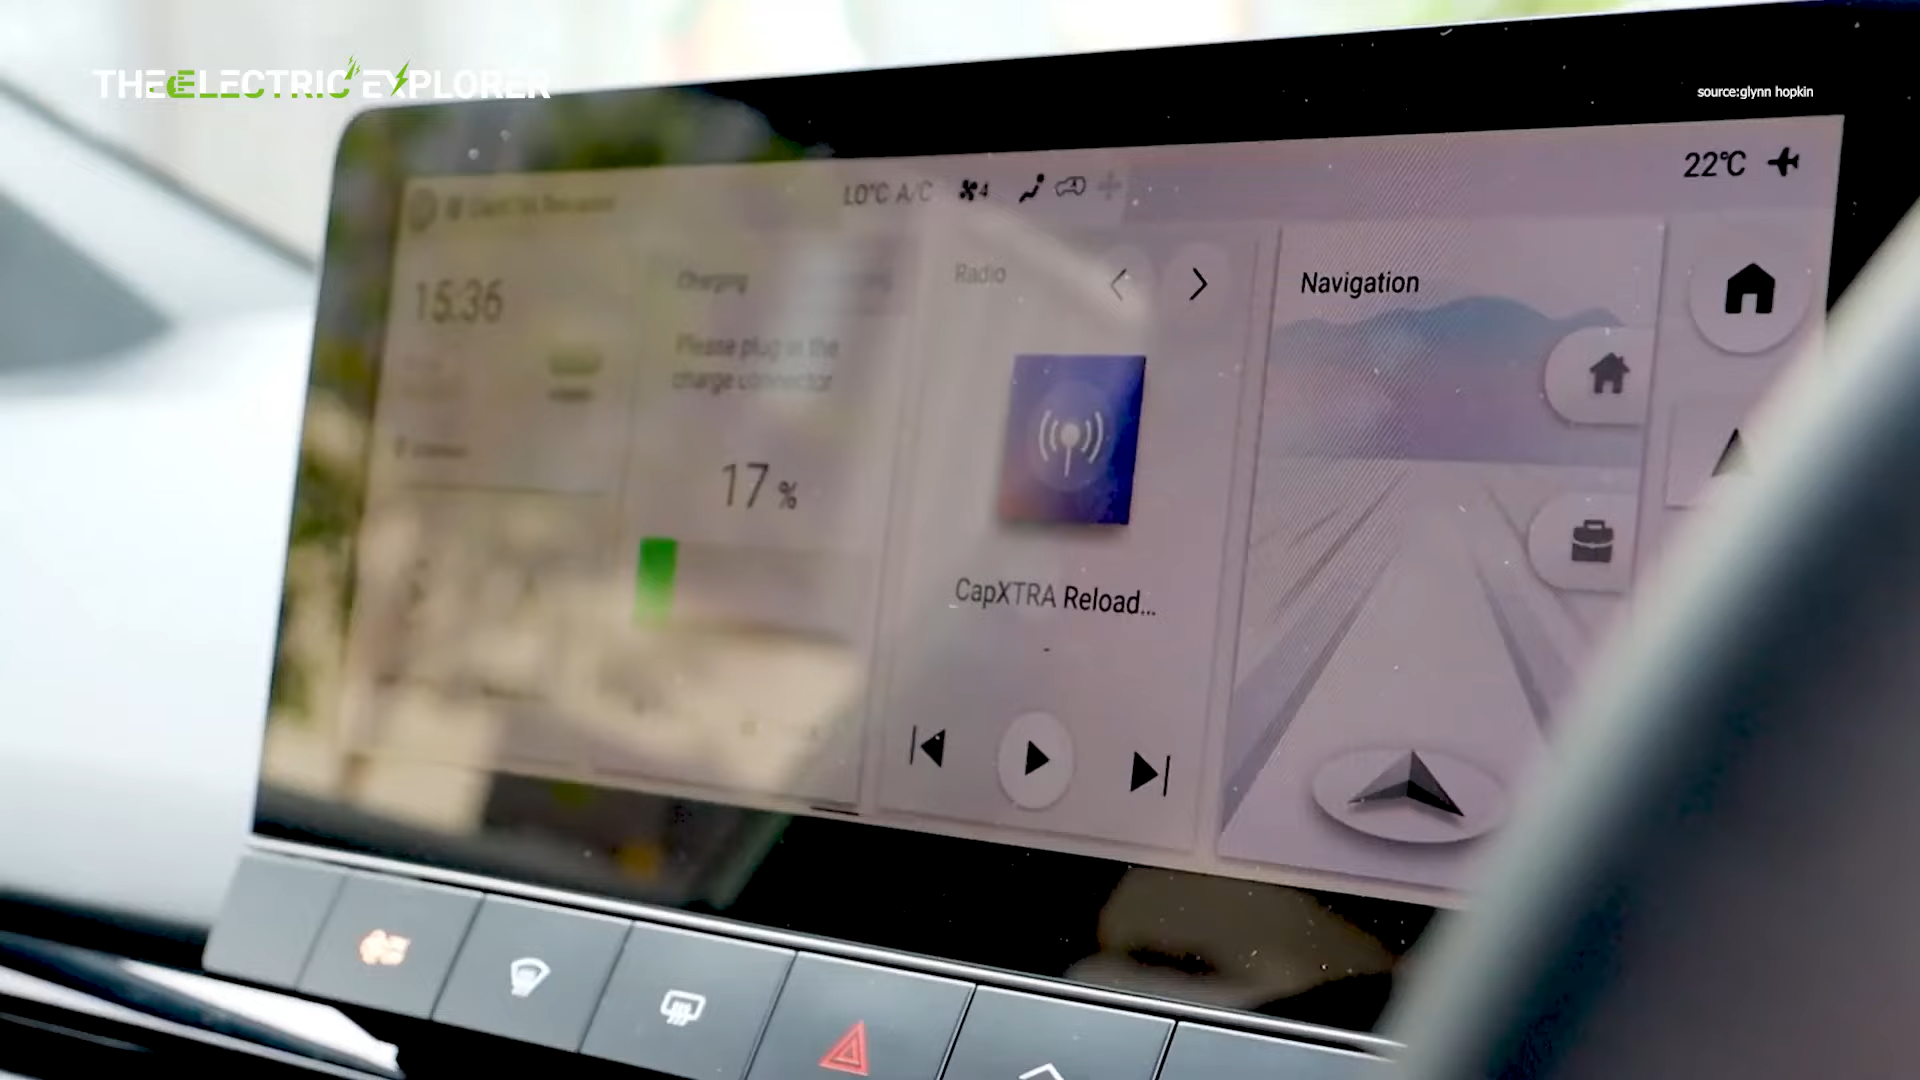 THE ELECTRIC EXPLORER
source:glynn hopkin
LO°C A/C
4
22°C
15:36
Charging
Please plug in the
charge connector
17 %
Radio
CapXTRA Reload...
-
Navigation